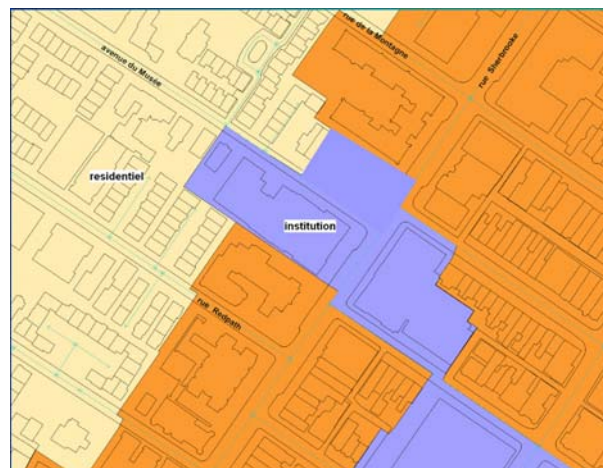 rue de la Montagne
rue Sherbrooke
avenue du Musée
residentiel
institution
rue Redpath